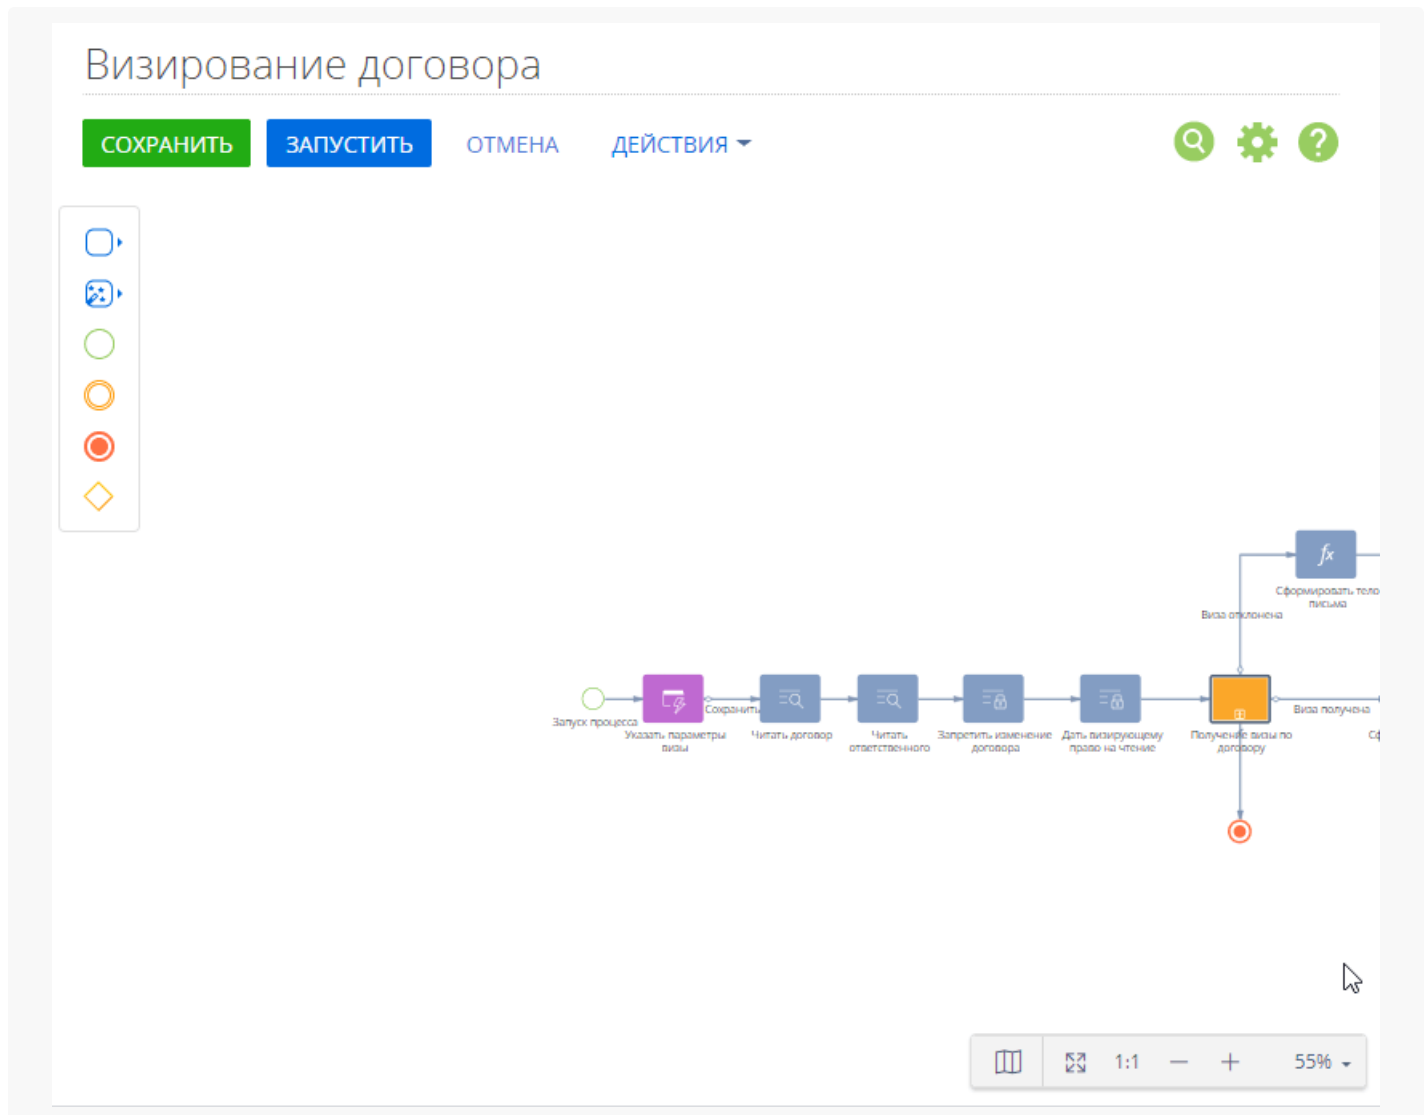 Визирование договора
СОХРАНИТЬ ЗАПУСТИТЬ ОТМЕНА ДЕЙСТВИЯ
fx
Сформировать тело
письма
Виза отклонена
Запуск процесса
Сохранить
Виза получена
Указать параметры
визы
Читать договор
Читать
ответственного
Запретить изменение
договора
Дать визирующему
право на чтение
Получение визы по
договору
Сф
1:1 55%